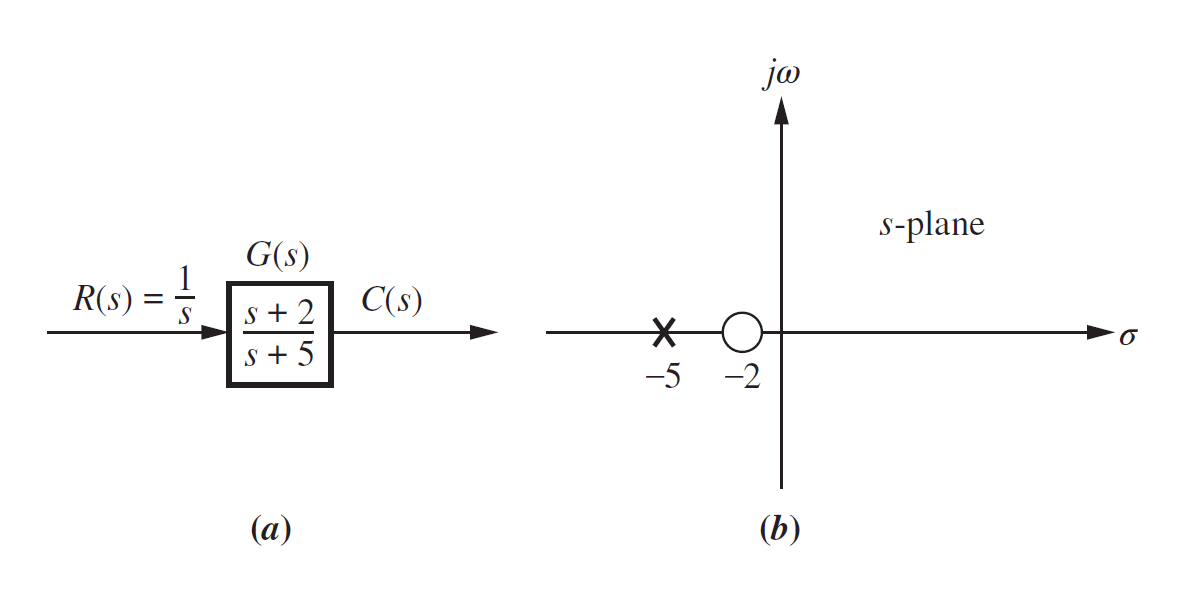 G(s)
R(s) = 1/s
s + 2
s + 5
C(s)
(a)
jω
s-plane
σ
−5
−2
(b)